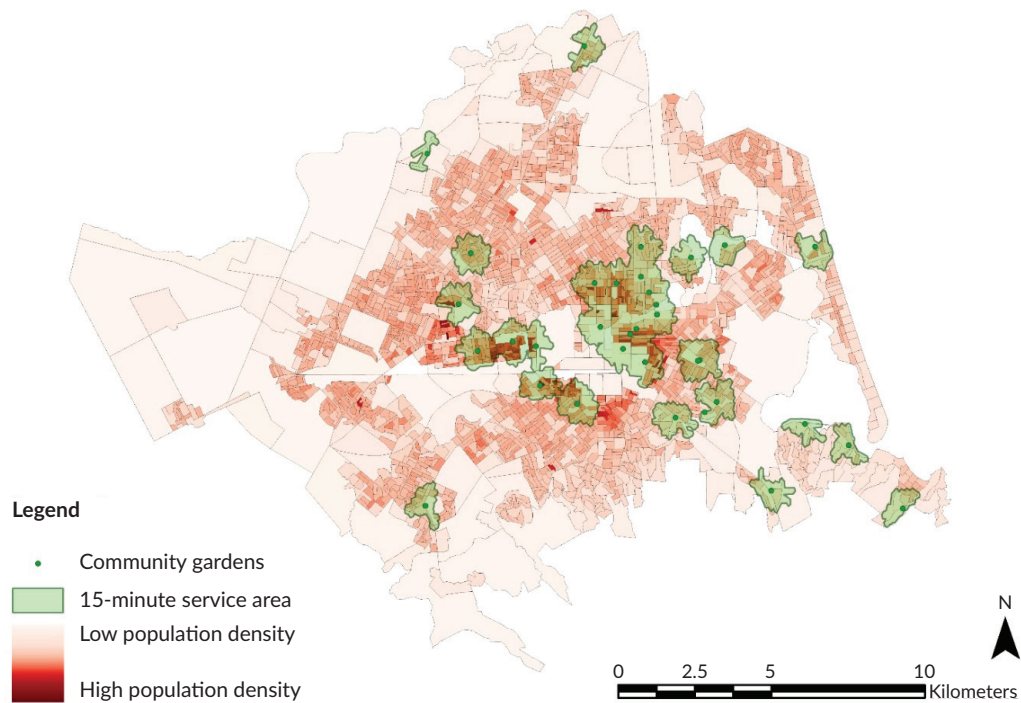 Legend
Community gardens
15-minute service area
Low population density
High population density
N
0 2.5 5 10
Kilometers